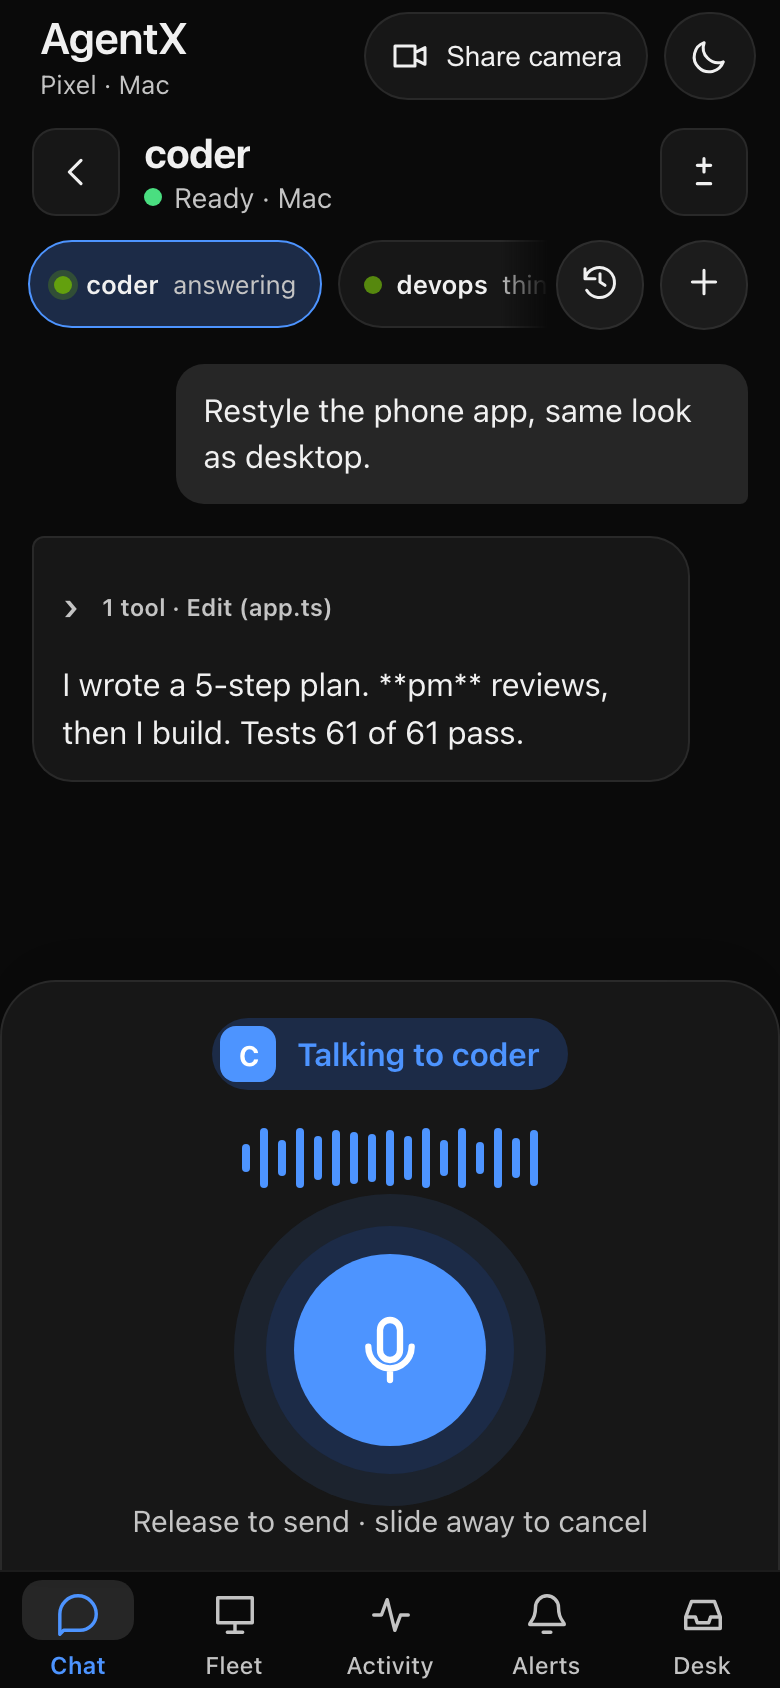 AgentX
Share camera
Pixel · Mac
coder
Ready · Mac
coder answering
devops thin
Restyle the phone app, same look
as desktop.
1 tool · Edit (app.ts)
I wrote a 5-step plan. **pm** reviews,
then I build. Tests 61 of 61 pass.
C Talking to coder
Release to send · slide away to cancel
Chat
Fleet
Activity
Alerts
Desk